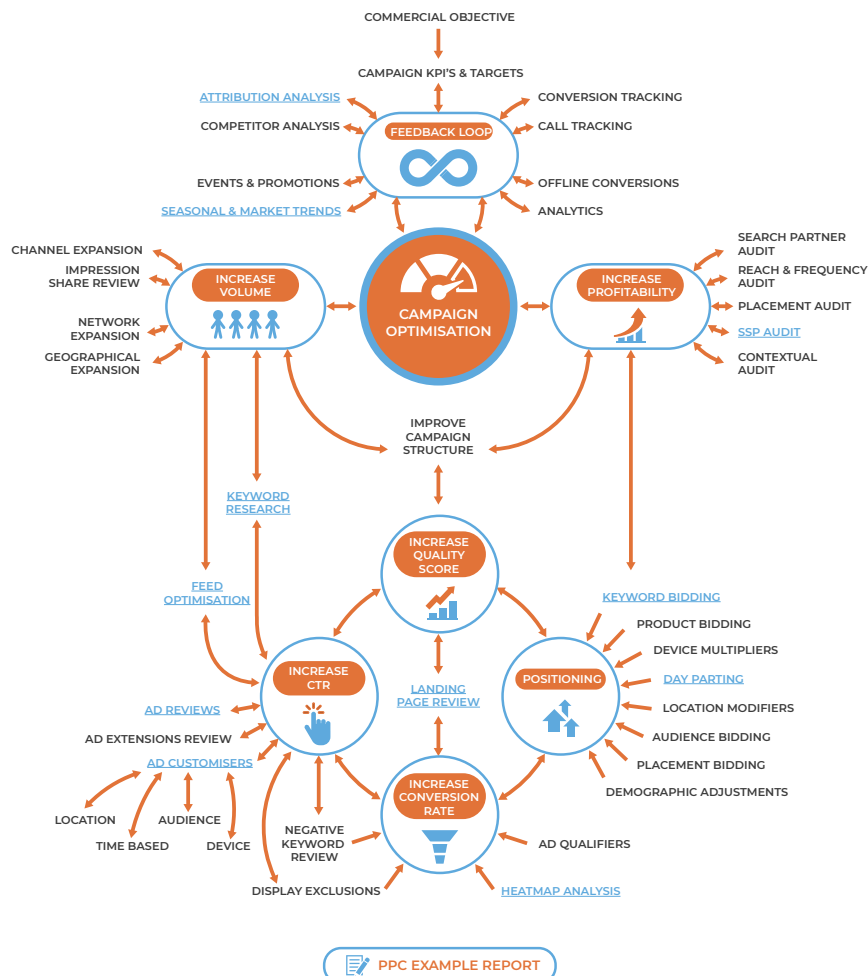 COMMERCIAL OBJECTIVE
CAMPAIGN KPI'S & TARGETS
ATTRIBUTION ANALYSIS
COMPETITOR ANALYSIS
EVENTS & PROMOTIONS
SEASONAL & MARKET TRENDS
FEEDBACK LOOP
CONVERSION TRACKING
CALL TRACKING
OFFLINE CONVERSIONS
ANALYTICS
CHANNEL EXPANSION
IMPRESSION
SHARE REVIEW
NETWORK
EXPANSION
GEOGRAPHICAL
EXPANSION
INCREASE
VOLUME
CAMPAIGN
OPTIMISATION
INCREASE
PROFITABILITY
SEARCH PARTNER
AUDIT
REACH & FREQUENCY
AUDIT
PLACEMENT AUDIT
SSP AUDIT
CONTEXTUAL
AUDIT
IMPROVE
CAMPAIGN
STRUCTURE
KEYWORD
RESEARCH
FEED
OPTIMISATION
INCREASE
QUALITY
SCORE
INCREASE
CTR
LANDING
PAGE REVIEW
POSITIONING
KEYWORD BIDDING
PRODUCT BIDDING
DEVICE MULTIPLIERS
DAY PARTING
LOCATION MODIFIERS
AUDIENCE BIDDING
PLACEMENT BIDDING
DEMOGRAPHIC ADJUSTMENTS
AD REVIEWS
AD EXTENSIONS REVIEW
AD CUSTOMISERS
LOCATION
TIME BASED
AUDIENCE
DEVICE
NEGATIVE
KEYWORD
REVIEW
DISPLAY EXCLUSIONS
INCREASE
CONVERSION
RATE
AD QUALIFIERS
HEATMAP ANALYSIS
PPC EXAMPLE REPORT